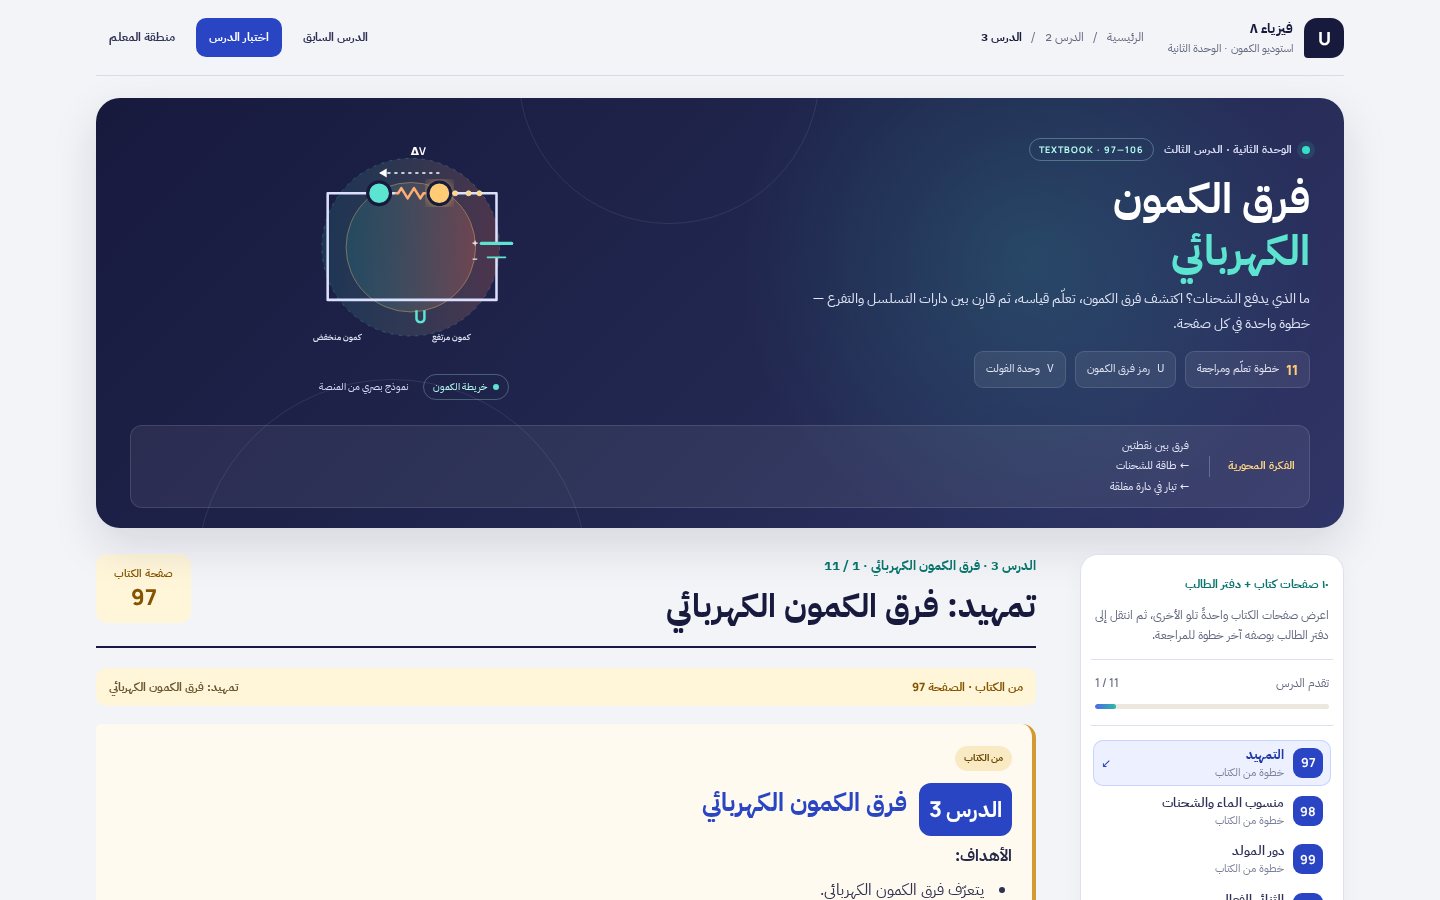 U
فيزياء ٨
استوديو الكمون · الوحدة الثانية
الرئيسية / الدرس 2 / الدرس 3
الدرس السابق
اختبار الدرس
منطقة المعلم
الوحدة الثانية · الدرس الثالث
TEXTBOOK · 97–106
فرق الكمون
الكهربائي
ما الذي يدفع الشحنات؟ اكتشف فرق الكمون، تعلّم قياسه، ثم قارن بين دارات التسلسل والتفرع —
خطوة واحدة في كل صفحة.
11 خطوة تعلّم ومراجعة
U رمز فرق الكمون
V وحدة الفولت
ΔV
+
−
U
كمون مرتفع
كمون منخفض
خريطة الكمون
نموذج بصري من المنصة
الفكرة المحورية
فرق بين نقطتين
← طاقة للشحنات
← تيار في دارة مغلقة
١٠ صفحات كتاب + دفتر الطالب
اعرض صفحات الكتاب واحدةً تلو الأخرى، ثم انتقل إلى
دفتر الطالب بوصفه آخر خطوة للمراجعة.
تقدم الدرس
1 / 11
97 التمهيد
خطوة من الكتاب
↙
98 منسوب الماء والشحنات
خطوة من الكتاب
99 دور المولد
خطوة من الكتاب
الدرس 3 · فرق الكمون الكهربائي · 1 / 11
تمهيد: فرق الكمون الكهربائي
صفحة الكتاب
97
من الكتاب · الصفحة 97
تمهيد: فرق الكمون الكهربائي
من الكتاب
الدرس 3 فرق الكمون الكهربائي
الأهداف:
• يتعرّف فرق الكمون الكهربائي.